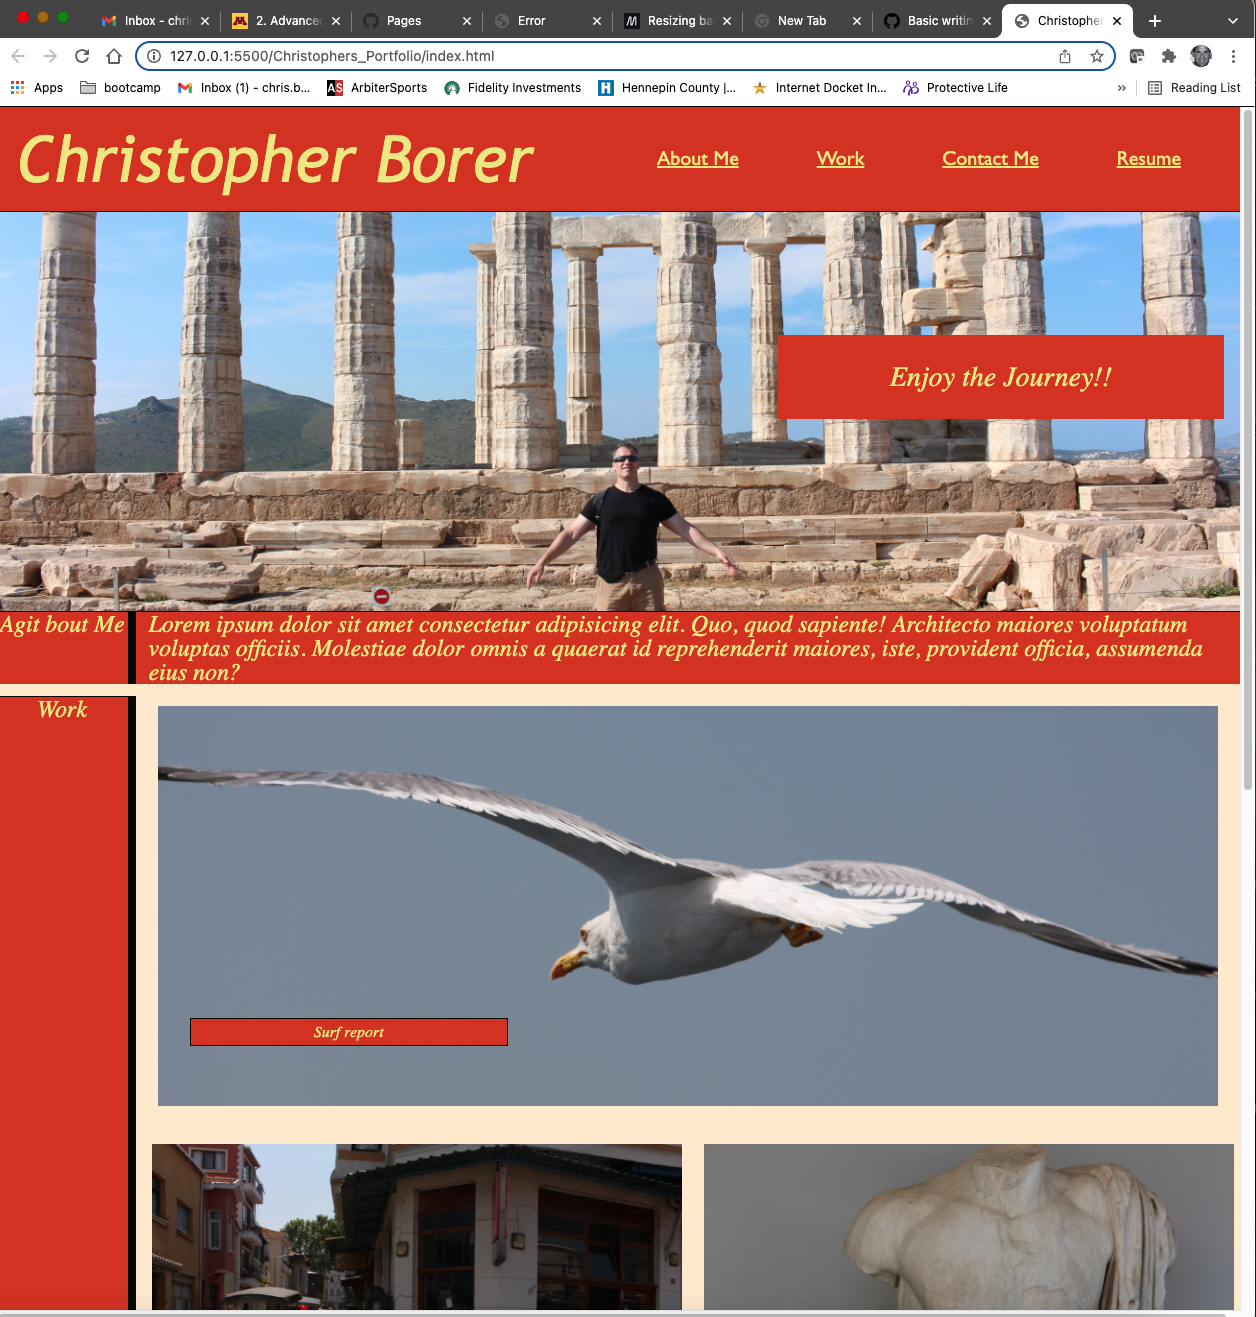 Inbox - chri
2. Advance
Pages
Error
Resizing ba
New Tab
Basic writin
Christopher
127.0.0.1:5500/Christophers_Portfolio/index.html
Apps
bootcamp
Inbox (1) - chris.b...
AS
ArbiterSports
Fidelity Investments
H
Hennepin County |...
Internet Docket In...
Protective Life
»
Reading List
Christopher Borer
About Me
Work
Contact Me
Resume
Enjoy the Journey!!
Agit bout Me
Lorem ipsum dolor sit amet consectetur adipisicing elit. Quo, quod sapiente! Architecto maiores voluptatum
voluptas officiis. Molestiae dolor omnis a quaerat id reprehenderit maiores, iste, provident officia, assumenda
eius non?
Work
Surf report